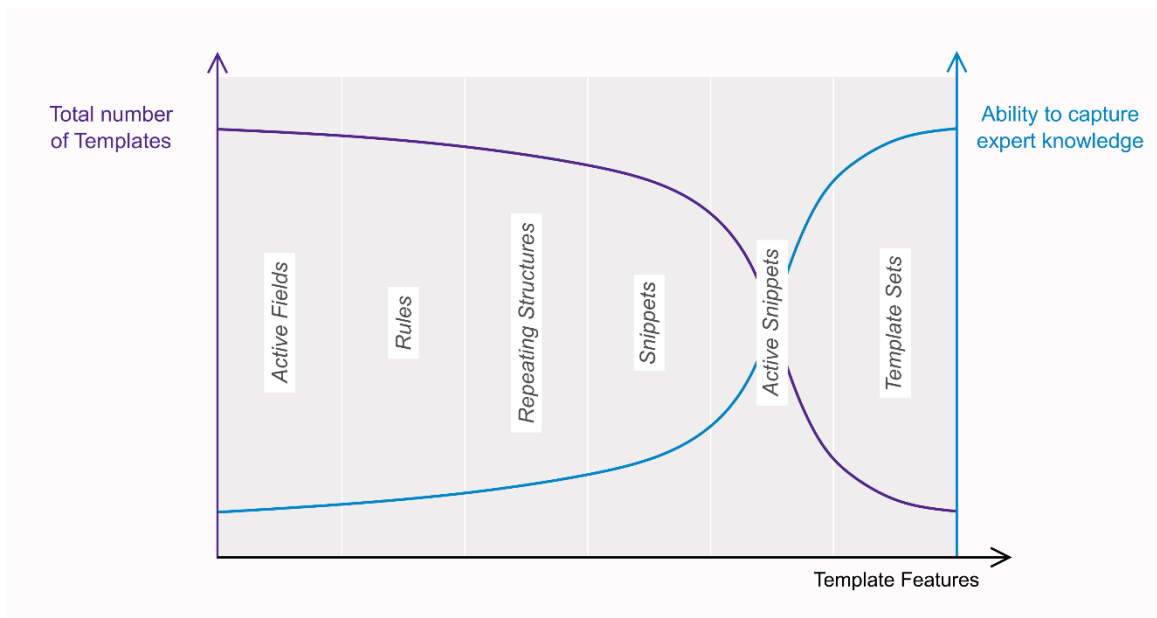 Total number
of Templates
Ability to capture
expert knowledge
Active Fields
Rules
Repeating Structures
Snippets
Active Snippets
Template Sets
Template Features